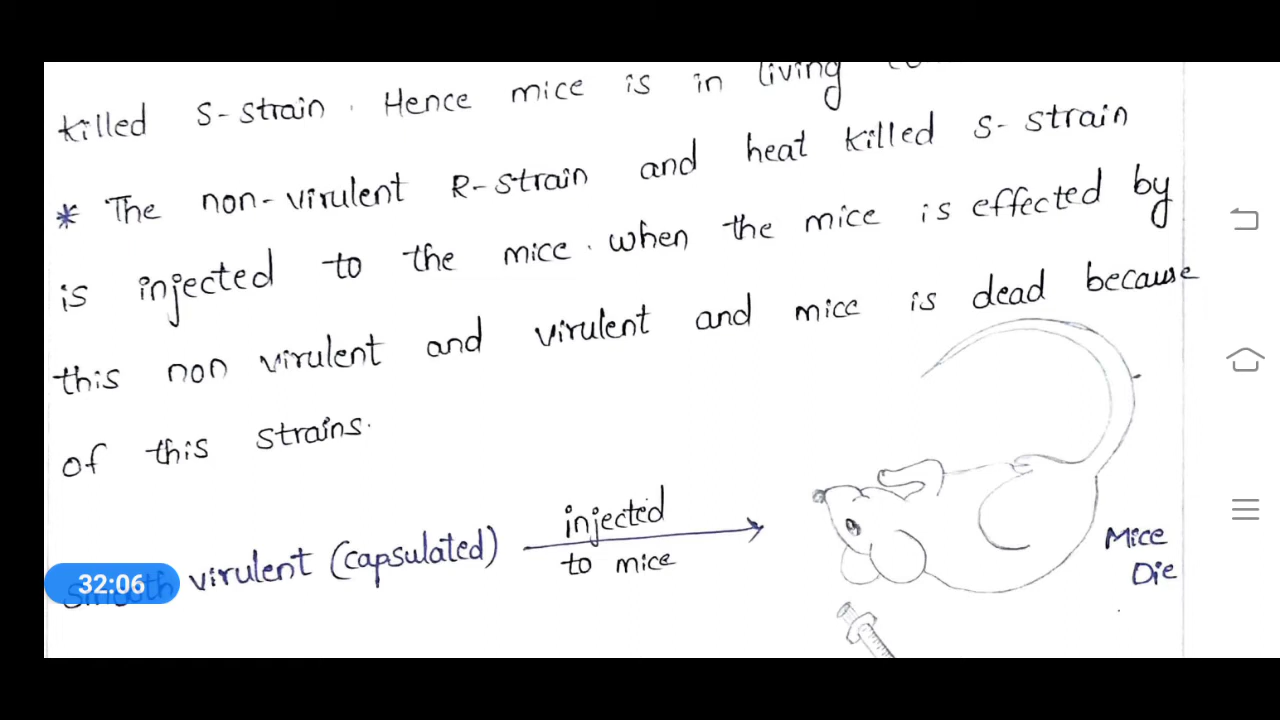 killed S-strain. Hence mice is in living
* The non-virulent R-strain and heat killed S-strain
is injected to the mice. when the mice is effected by
this non virulent and virulent and mice is dead because
of this strains.
injected
virulent (capsulated)
to mice
Mice
Die
32:06